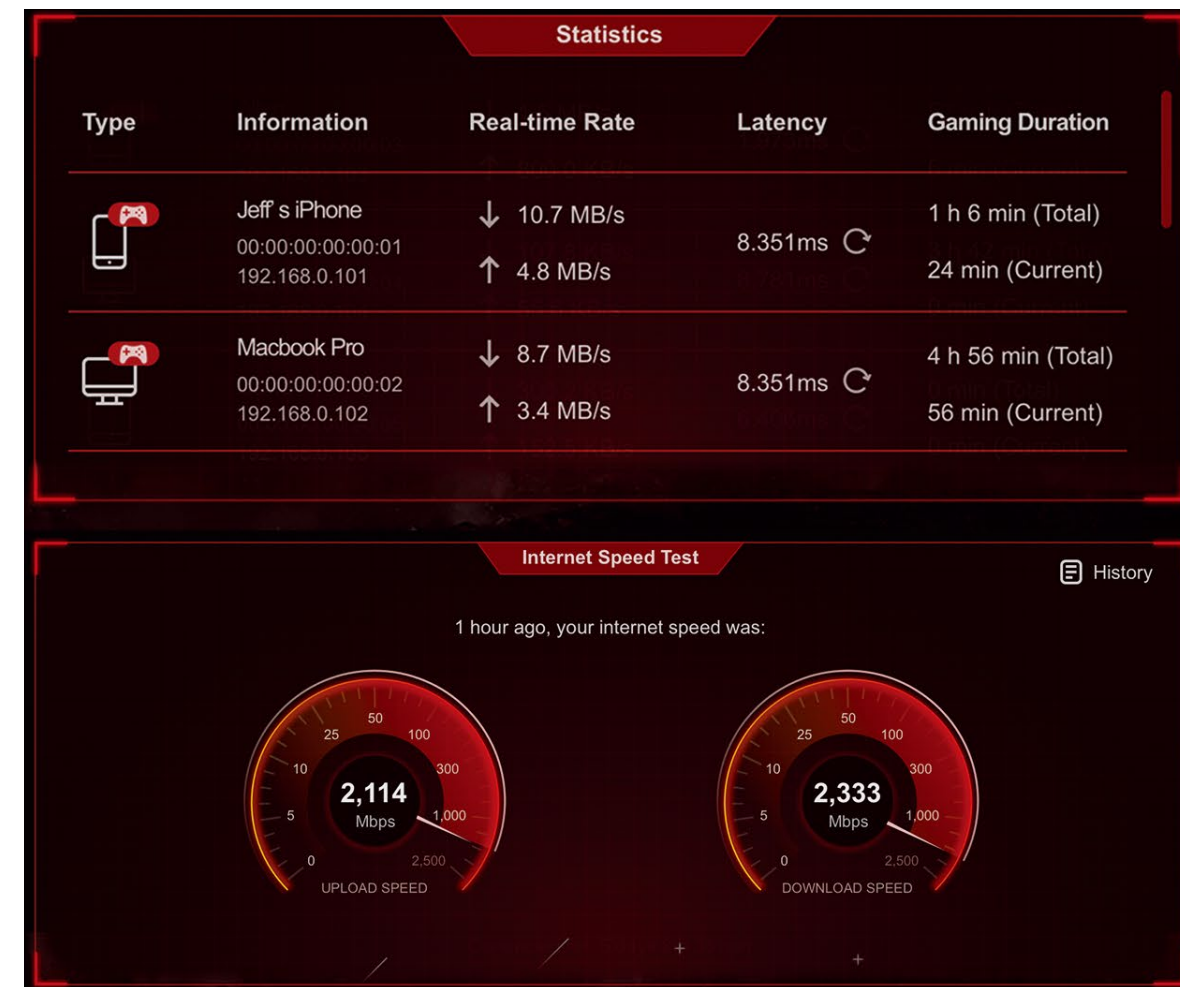 Statistics
Type Information Real-time Rate Latency Gaming Duration
Jeff' s iPhone
00:00:00:00:00:01
192.168.0.101
10.7 MB/s
4.8 MB/s
8.351ms
1 h 6 min (Total)
24 min (Current)
Macbook Pro
00:00:00:00:00:02
192.168.0.102
8.7 MB/s
3.4 MB/s
8.351ms
4 h 56 min (Total)
56 min (Current)
Internet Speed Test
History
1 hour ago, your internet speed was:
0
5
10
25
50
100
300
1,000
2,500
2,114
Mbps
UPLOAD SPEED
0
5
10
25
50
100
300
1,000
2,500
2,333
Mbps
DOWNLOAD SPEED